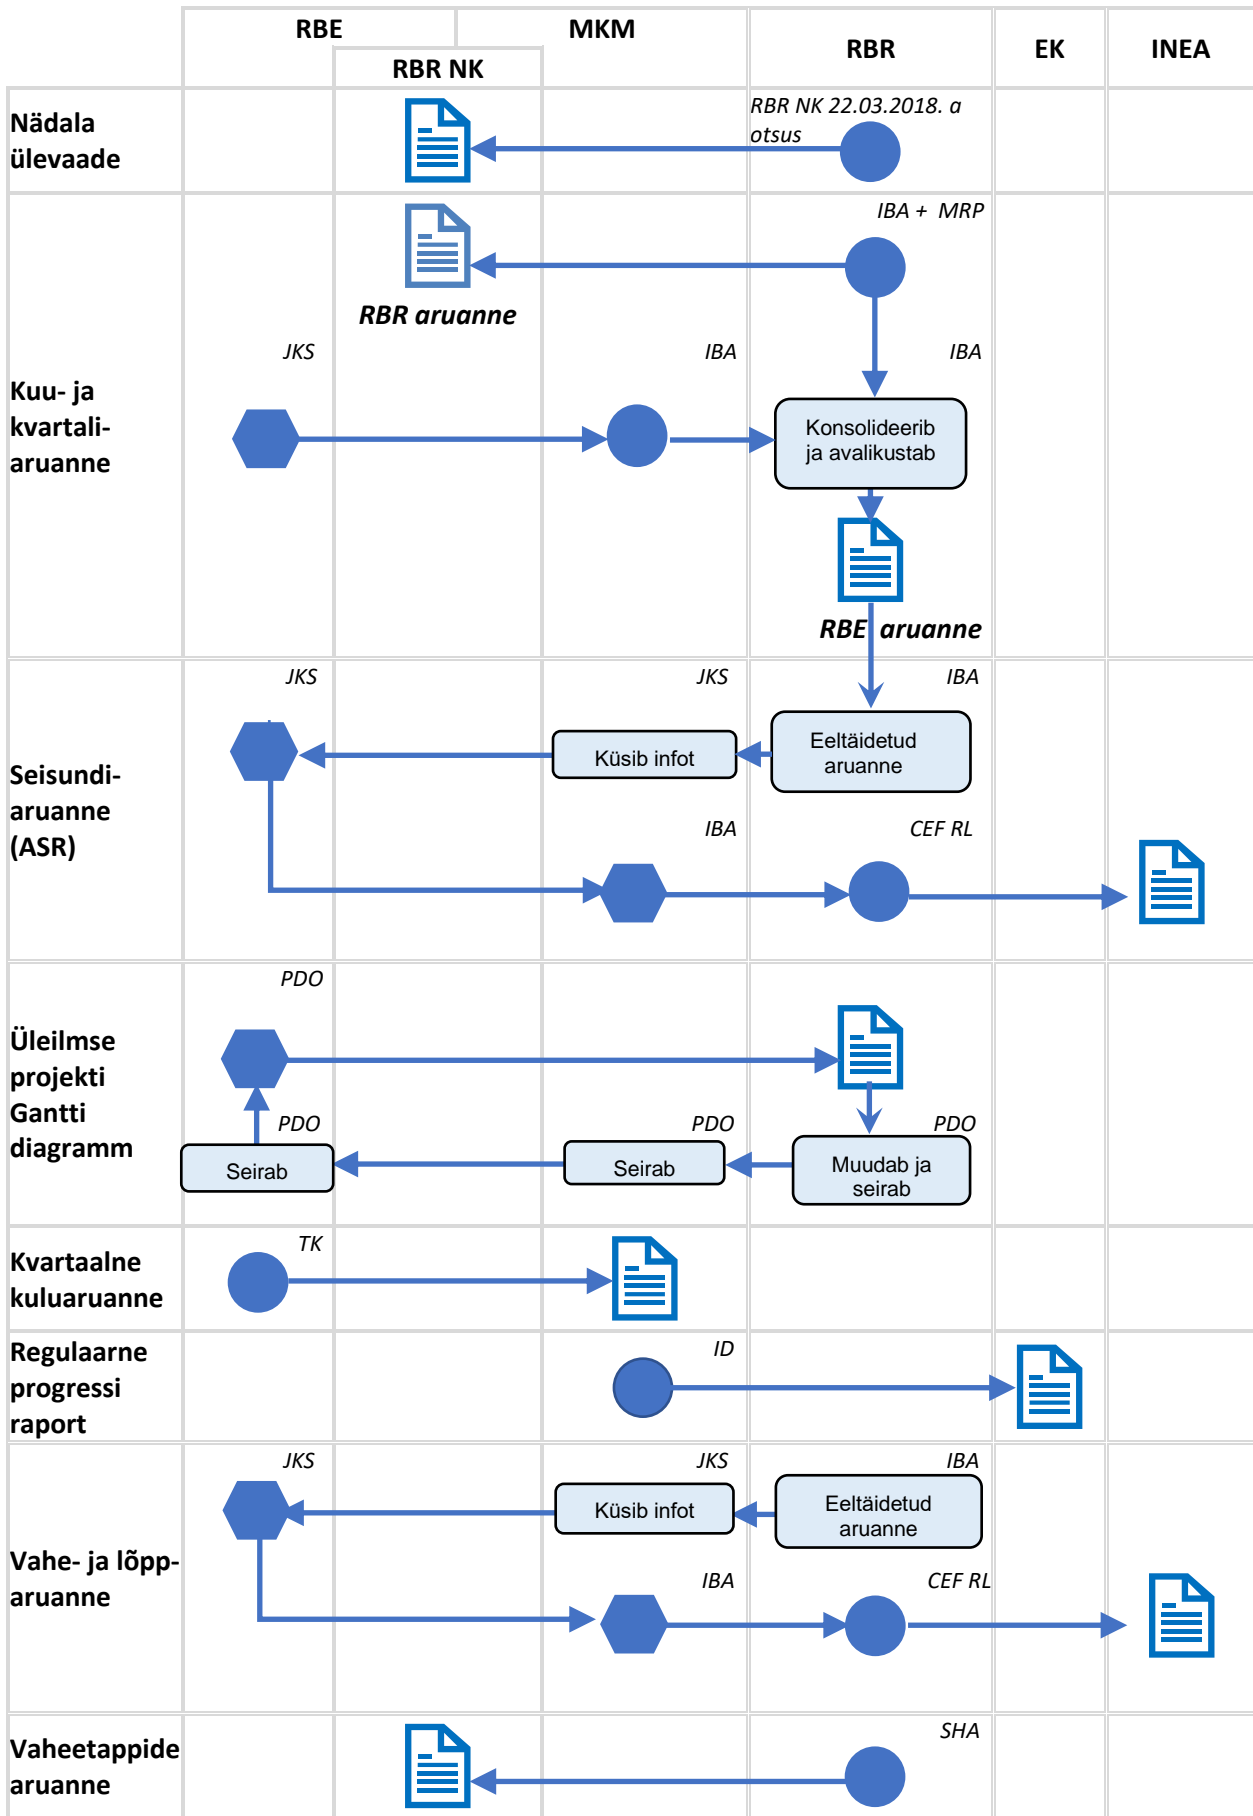 RBE
MKM
RBR
EK
INEA
RBR NK
Nädala
ülevaade
RBR NK 22.03.2018. a
otsus
IBA + MRP
RBR aruanne
JKS
IBA
IBA
Kuu- ja
kvartali-
aruanne
Konsolideerib
ja avalikustab
RBE aruanne
JKS
JKS
IBA
Seisundi-
aruanne
(ASR)
Küsib infot
Eeltäidetud
aruanne
IBA
CEF RL
PDO
Üleilmse
projekti
Gantti
diagramm
PDO
PDO
PDO
Seirab
Seirab
Muudab ja
seirab
TK
Kvartaalne
kuluaruanne
Regulaarne
progressi
raport
ID
JKS
JKS
IBA
Küsib infot
Eeltäidetud
aruanne
Vahe- ja lõpp-
aruanne
IBA
CEF RL
Vaheetappide
aruanne
SHA